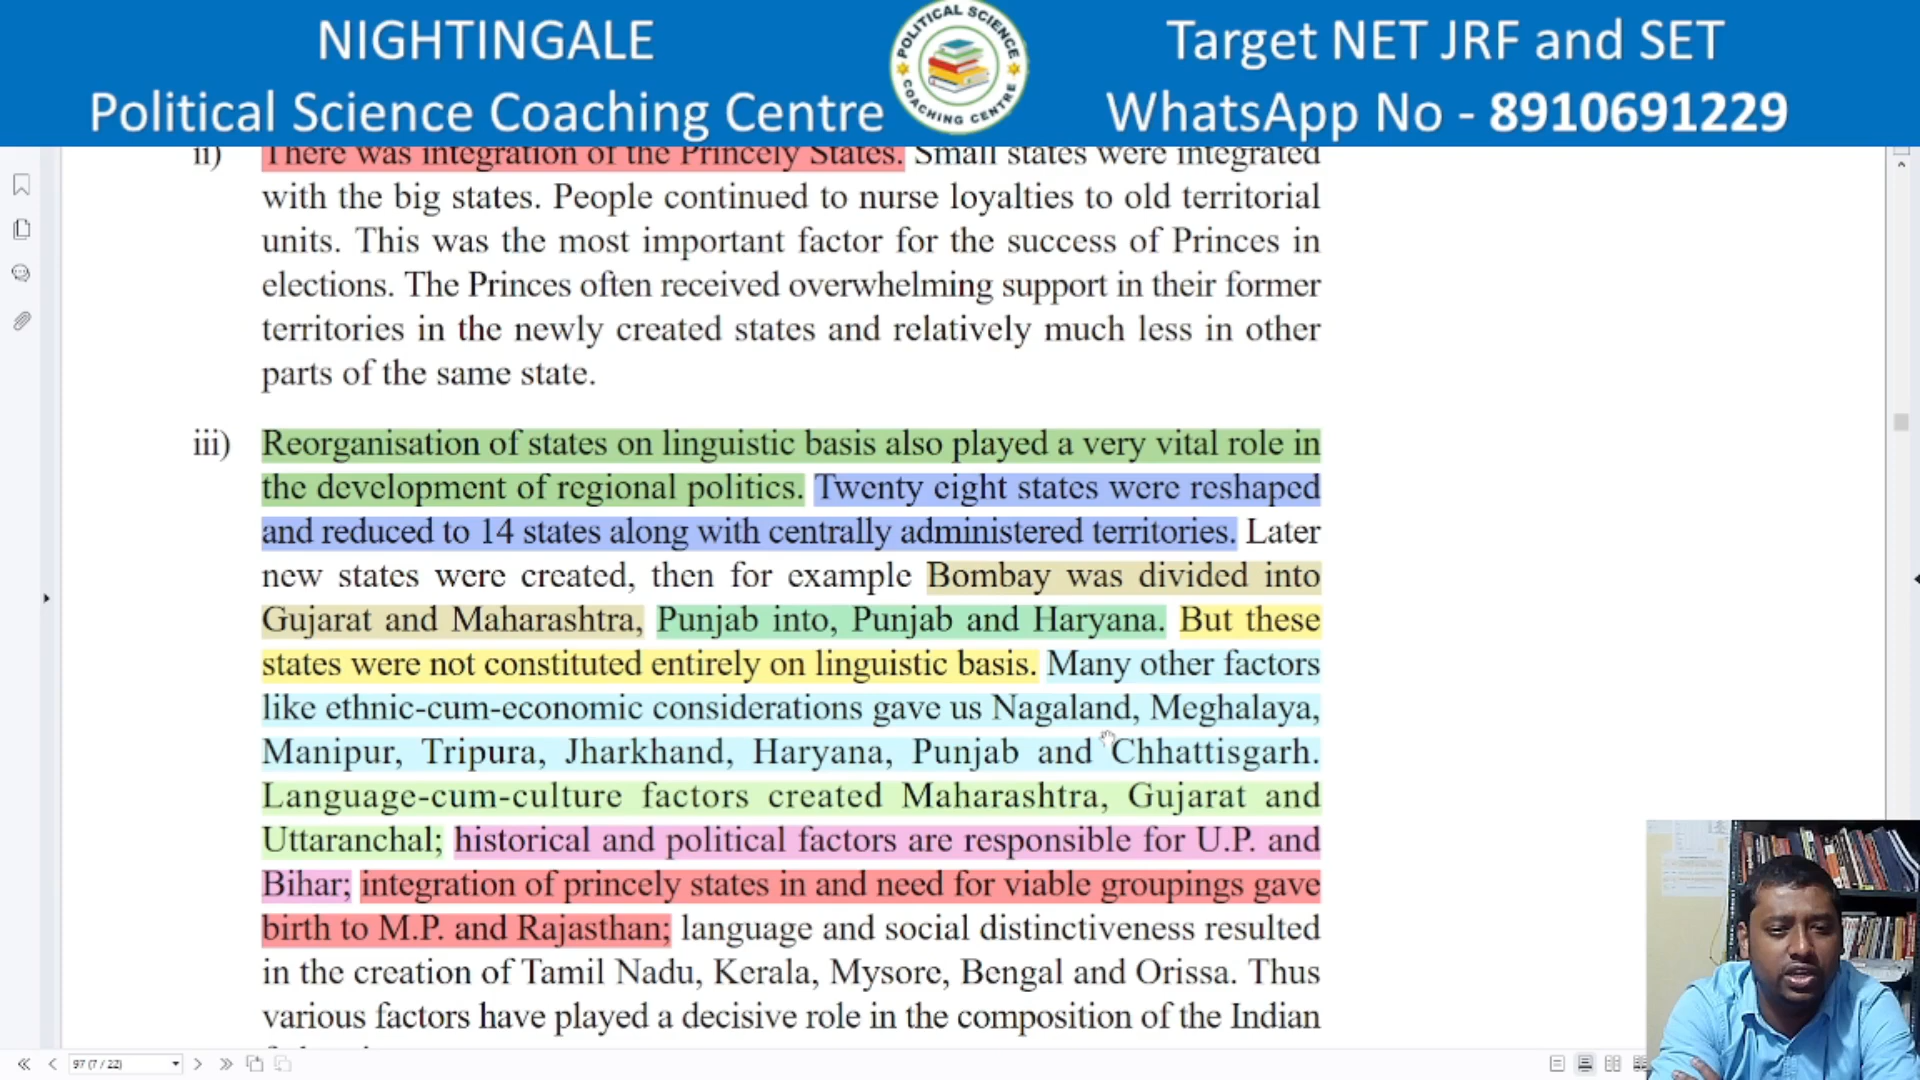 NIGHTINGALE
Political Science Coaching Centre
POLITICAL SCIENCE
COACHING CENTRE
Target NET JRF and SET
WhatsApp No - 8910691229
ii) There was integration of the Princely States. Small states were integrated
with the big states. People continued to nurse loyalties to old territorial
units. This was the most important factor for the success of Princes in
elections. The Princes often received overwhelming support in their former
territories in the newly created states and relatively much less in other
parts of the same state.
iii) Reorganisation of states on linguistic basis also played a very vital role in
the development of regional politics. Twenty eight states were reshaped
and reduced to 14 states along with centrally administered territories. Later
new states were created, then for example Bombay was divided into
Gujarat and Maharashtra, Punjab into, Punjab and Haryana. But these
states were not constituted entirely on linguistic basis. Many other factors
like ethnic-cum-economic considerations gave us Nagaland, Meghalaya,
Manipur, Tripura, Jharkhand, Haryana, Punjab and Chhattisgarh.
Language-cum-culture factors created Maharashtra, Gujarat and
Uttaranchal; historical and political factors are responsible for U.P. and
Bihar; integration of princely states in and need for viable groupings gave
birth to M.P. and Rajasthan; language and social distinctiveness resulted
in the creation of Tamil Nadu, Kerala, Mysore, Bengal and Orissa. Thus
various factors have played a decisive role in the composition of the Indian
97 (7 / 22)